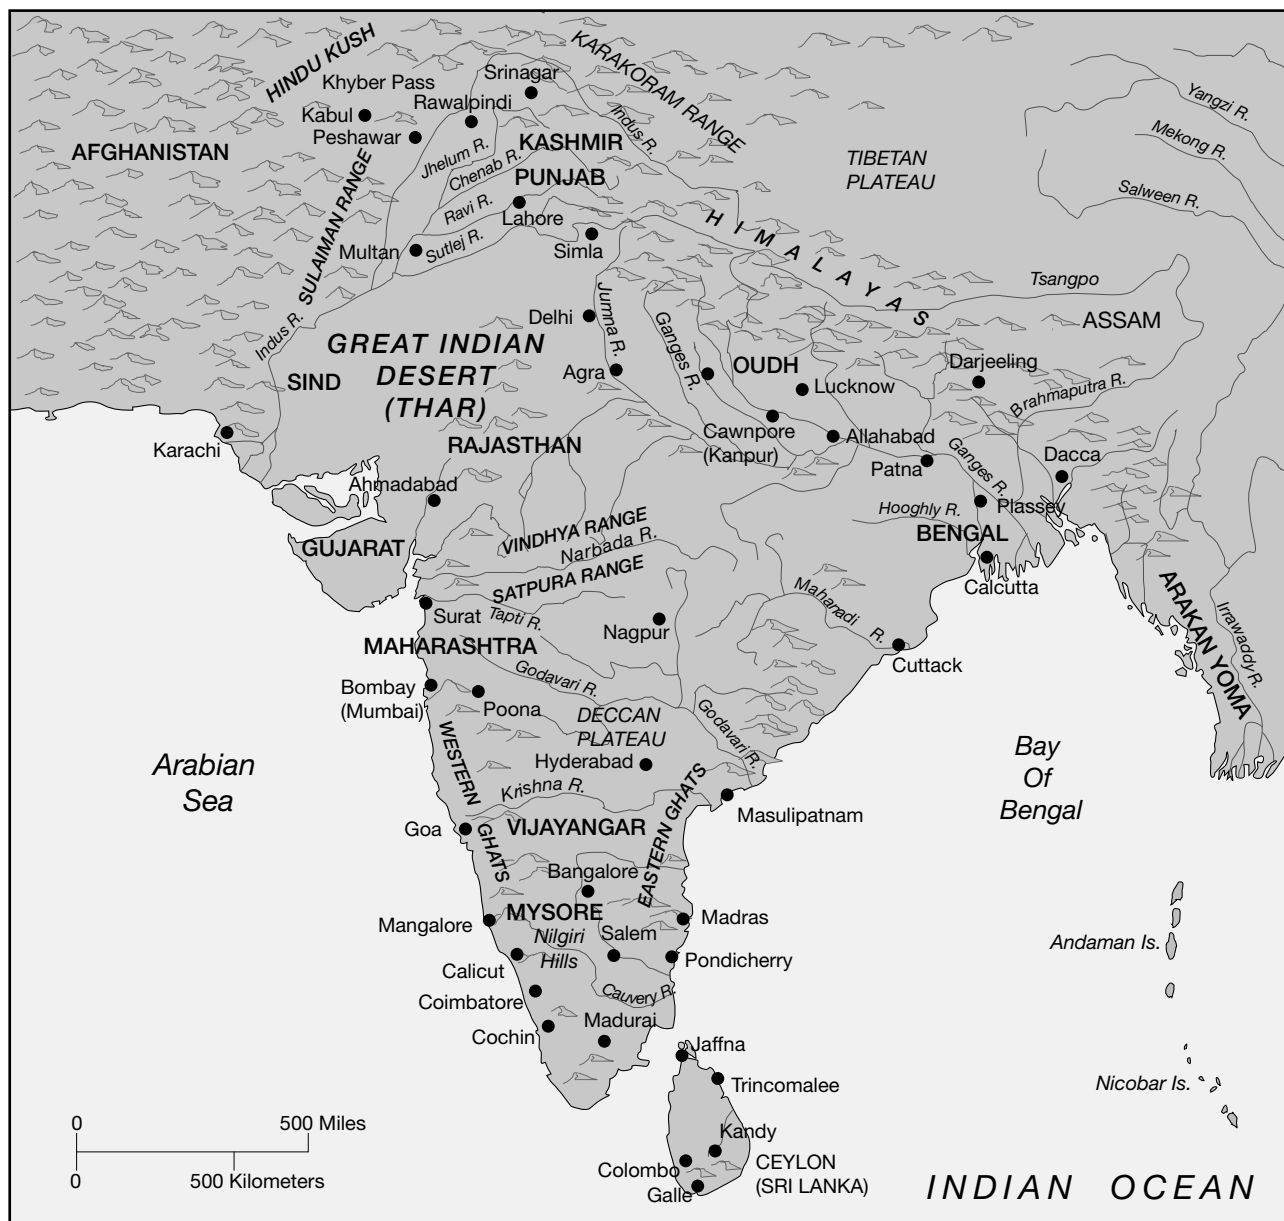 HINDU KUSH
KARAKORAM RANGE
Srinagar
Khyber Pass
Rawalpindi
Kabul
Peshawar
Indus R.
Yangzi R.
Mekong R.
Salween R.
AFGHANISTAN
KASHMIR
Jhelum R.
Chenab R.
PUNJAB
TIBETAN
PLATEAU
SULAIMAN RANGE
Ravi R.
Lahore
Multan
Sutlej R.
Simla
HIMALAYAS
Tsangpo
Indus R.
Delhi
Jumna R.
Ganges R.
ASSAM
GREAT INDIAN
DESERT
(THAR)
SIND
Agra
OUDH
Lucknow
Darjeeling
Brahmaputra R.
Karachi
RAJASTHAN
Cawnpore
(Kanpur)
Allahabad
Patna
Ganges R.
Dacca
Ahmadabad
Hooghly R.
Plassey
GUJARAT
VINDHYA RANGE
Narbada R.
BENGAL
SATPURA RANGE
Calcutta
Surat
Tapti R.
Nagpur
Mahanadi R.
Cuttack
ARAKAN YOMA
Irrawaddy R.
MAHARASHTRA
Godavari R.
Bombay
(Mumbai)
Poona
DECCAN
PLATEAU
Godavari R.
Arabian
Sea
WESTERN GHATS
Hyderabad
Bay
Of
Bengal
Krishna R.
EASTERN GHATS
Masulipatnam
Goa
VIJAYANGAR
Bangalore
MYSORE
Mangalore
Madras
Nilgiri
Hills
Salem
Andaman Is.
Calicut
Pondicherry
Coimbatore
Cauvery R.
Cochin
Madurai
Jaffna
Trincomalee
Nicobar Is.
0 500 Miles
0 500 Kilometers
Kandy
Colombo
CEYLON
(SRI LANKA)
Galle
INDIAN OCEAN